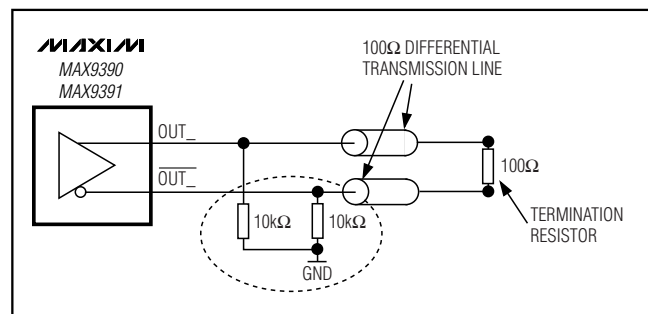 MAXIM
MAX9390
MAX9391
100Ω DIFFERENTIAL
TRANSMISSION LINE
OUT_
OUT_
100Ω
10kΩ
10kΩ
GND
TERMINATION
RESISTOR